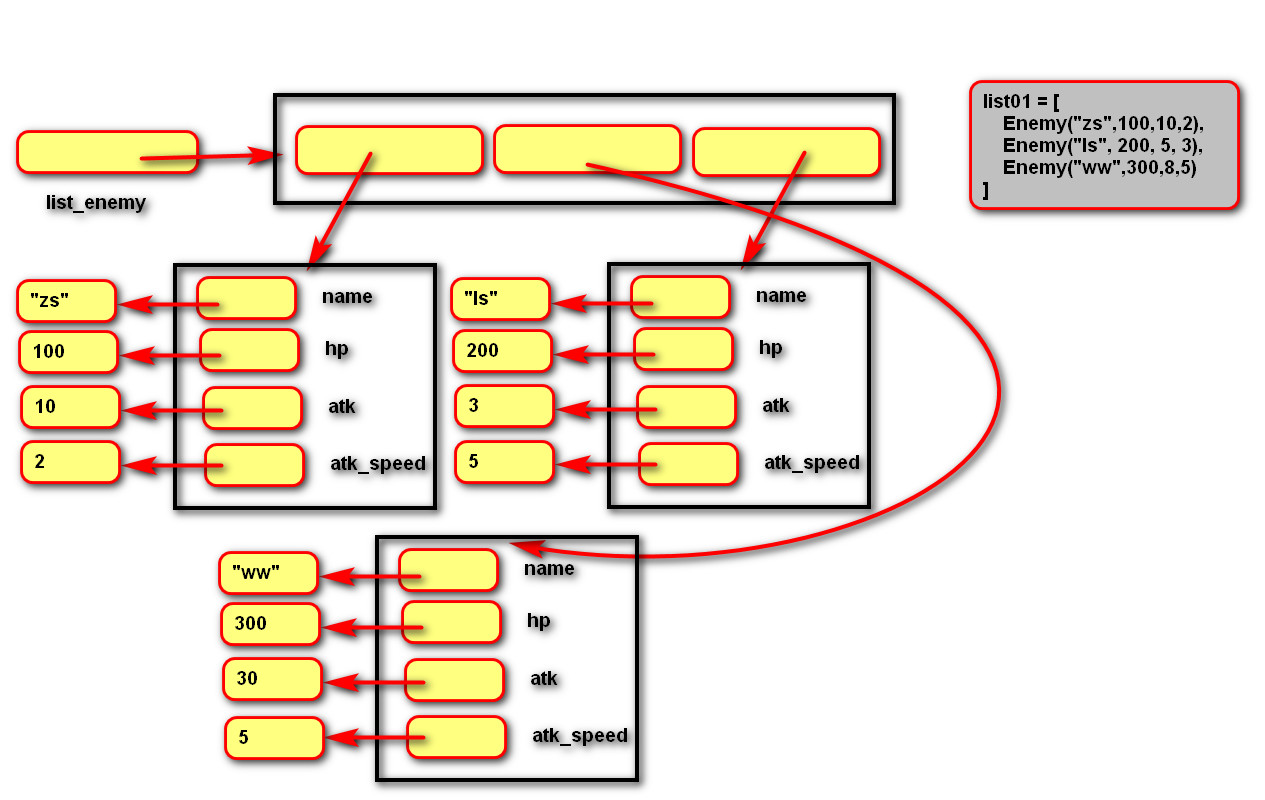 list01 = [
    Enemy("zs",100,10,2),
    Enemy("ls", 200, 5, 3),
    Enemy("ww",300,8,5)
]
list_enemy
"zs" name
100 hp
10 atk
2 atk_speed
"ls" name
200 hp
3 atk
5 atk_speed
"ww" name
300 hp
30 atk
5 atk_speed